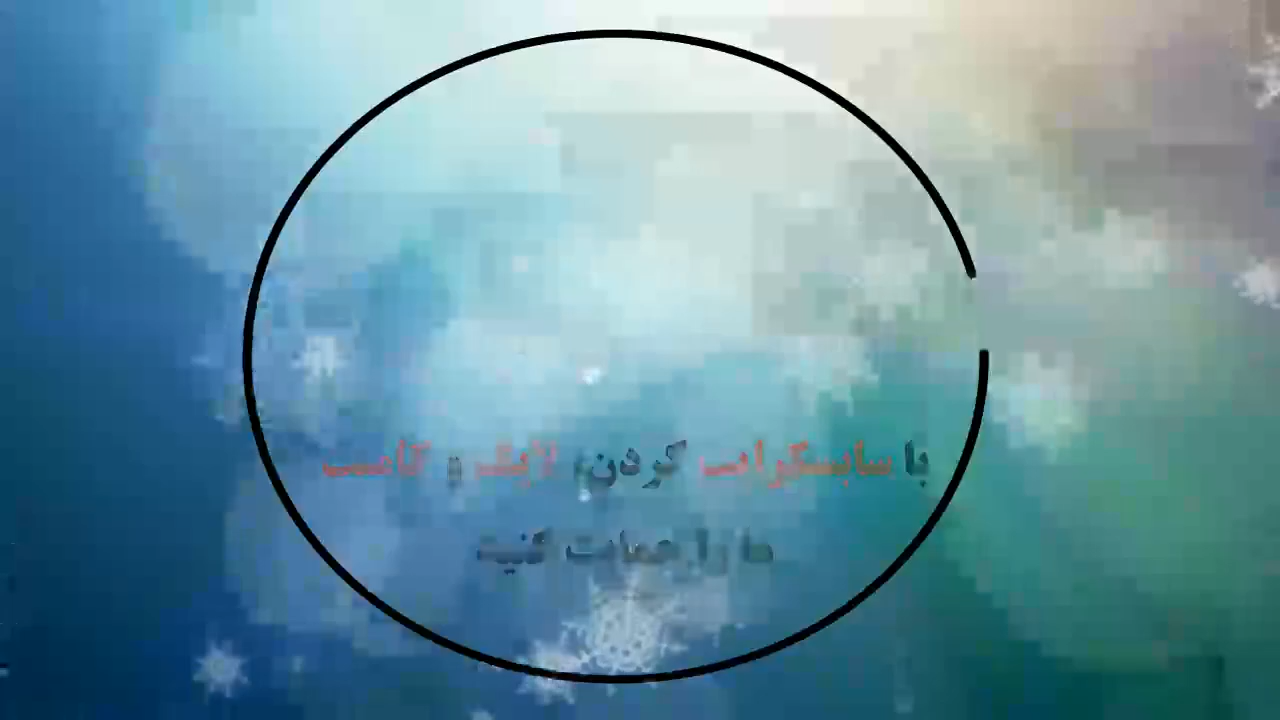 با سابسکرایب کردن، لایک و کامنت
ما را حمایت کنید